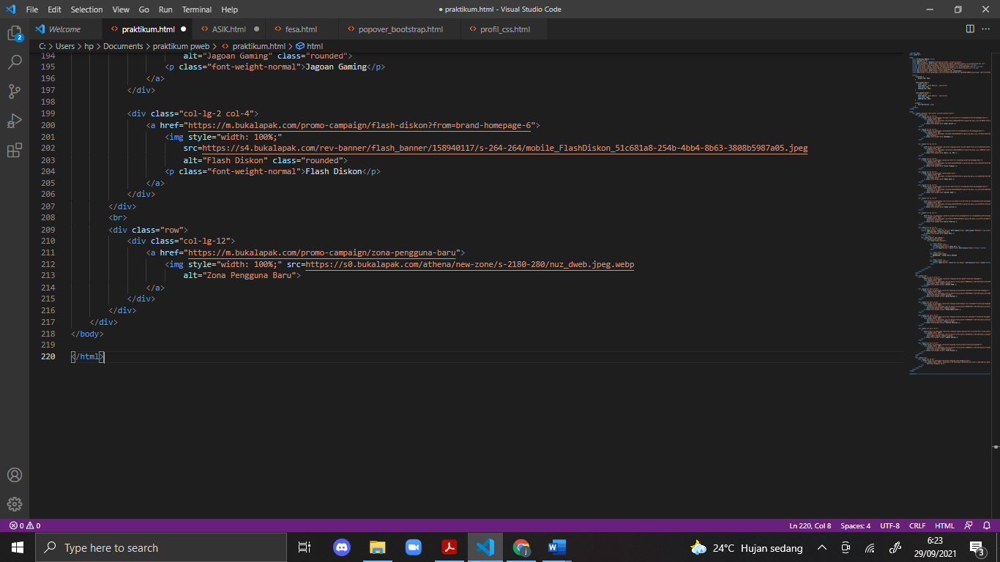 File Edit Selection View Go Run Terminal Help
● praktikum.html - Visual Studio Code
Welcome praktikum.html ASIK.html fesa.html popover_bootstrap.html profil_css.html
C: > Users > hp > Documents > praktikum pweb > praktikum.html > html
2
194 alt="Jagoan Gaming" class="rounded">
195 <p class="font-weight-normal">Jagoan Gaming</p>
196 </a>
197 </div>
198
199 <div class="col-lg-2 col-4">
200 <a href="https://m.bukalapak.com/promo-campaign/flash-diskon?from=brand-homepage-6">
201 <img style="width: 100%;"
202 src=https://s4.bukalapak.com/rev-banner/flash_banner/158940117/s-264-264/mobile_FlashDiskon_51c681a8-254b-4bb4-8b63-3808b5987a05.jpeg
203 alt="Flash Diskon" class="rounded">
204 <p class="font-weight-normal">Flash Diskon</p>
205 </a>
206 </div>
207 </div>
208 <br>
209 <div class="row">
210 <div class="col-lg-12">
211 <a href="https://m.bukalapak.com/promo-campaign/zona-pengguna-baru">
212 <img style="width: 100%;" src=https://s0.bukalapak.com/athena/new-zone/s-2180-280/nuz_dweb.jpeg.webp
213 alt="Zona Pengguna Baru">
214 </a>
215 </div>
216 </div>
217 </div>
218 </body>
219
220 </html>
0 0 Ln 220, Col 8 Spaces: 4 UTF-8 CRLF HTML
Type here to search
24°C Hujan sedang
6:23
29/09/2021
3